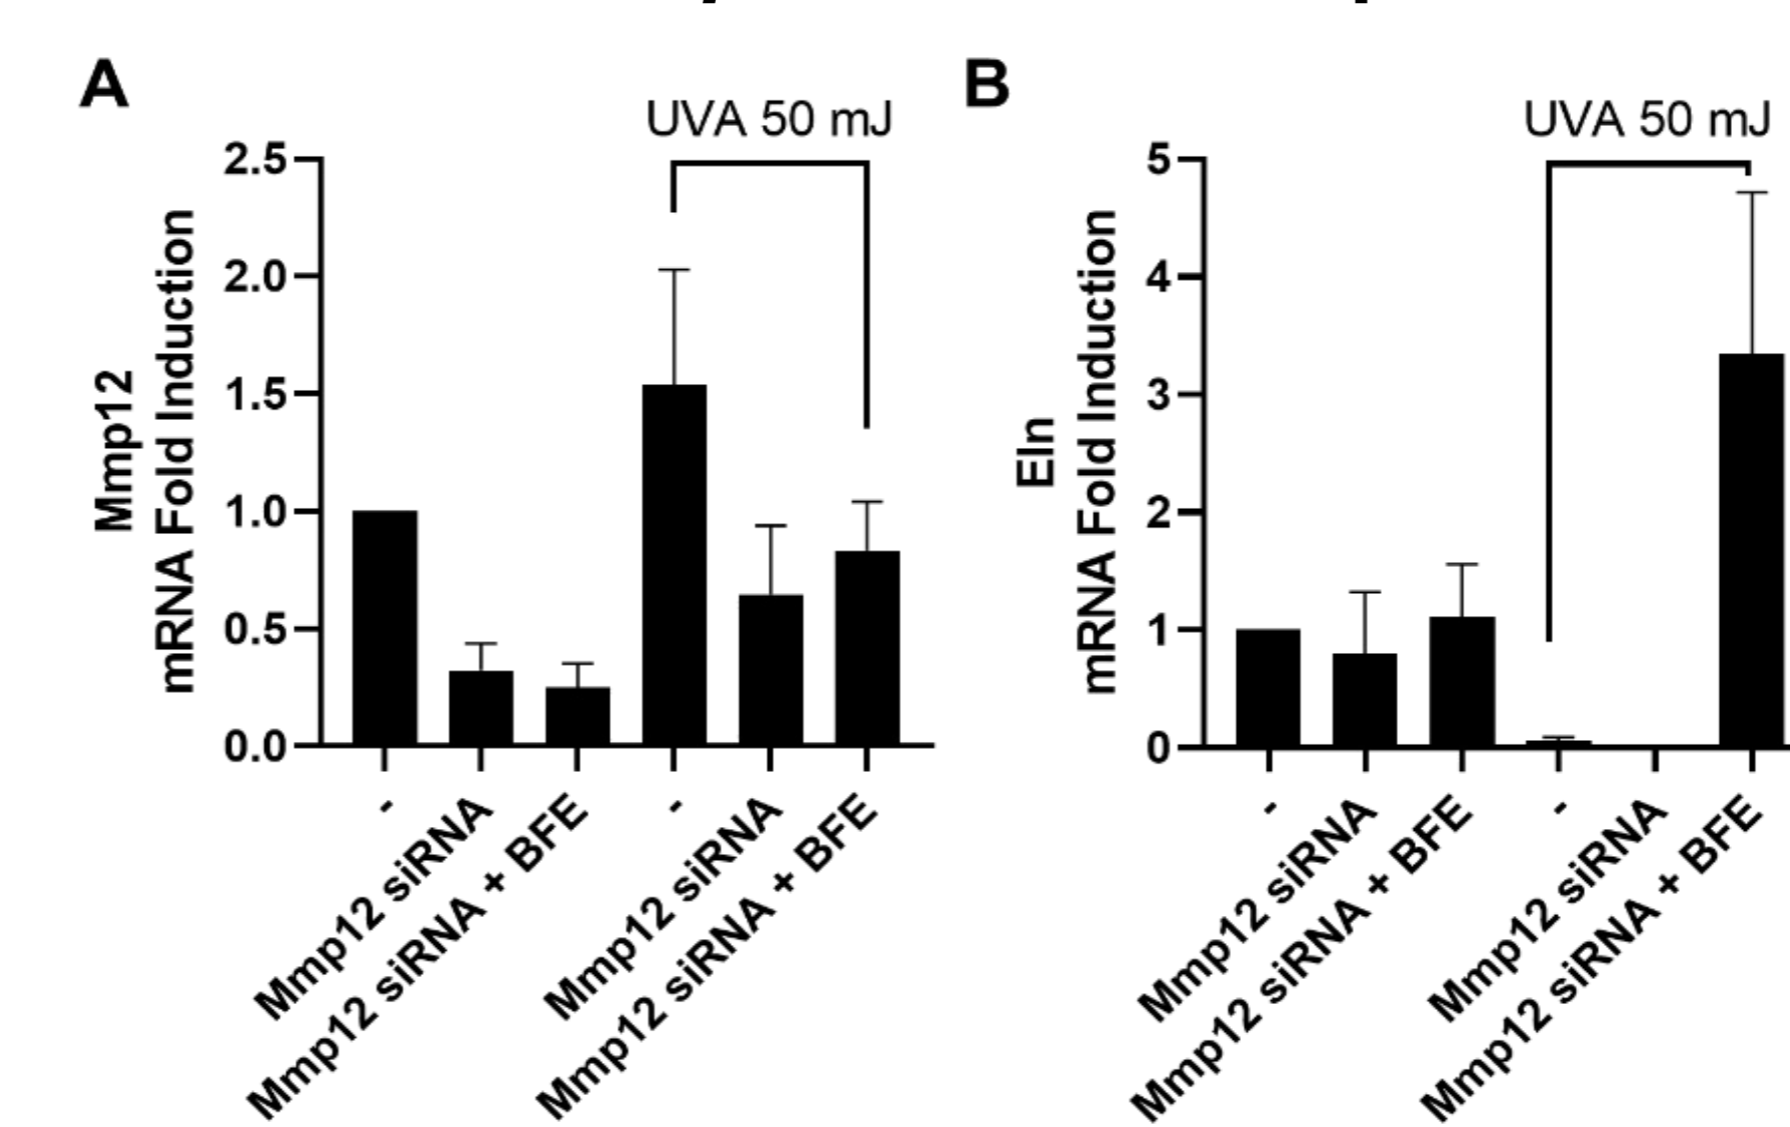 A
UVA 50 mJ
Mmp12
mRNA Fold Induction
2.5
2.0
1.5
1.0
0.5
0.0
-
Mmp12 siRNA
Mmp12 siRNA + BFE
-
Mmp12 siRNA
Mmp12 siRNA + BFE
B
UVA 50 mJ
Eln
mRNA Fold Induction
5
4
3
2
1
0
-
Mmp12 siRNA
Mmp12 siRNA + BFE
-
Mmp12 siRNA
Mmp12 siRNA + BFE